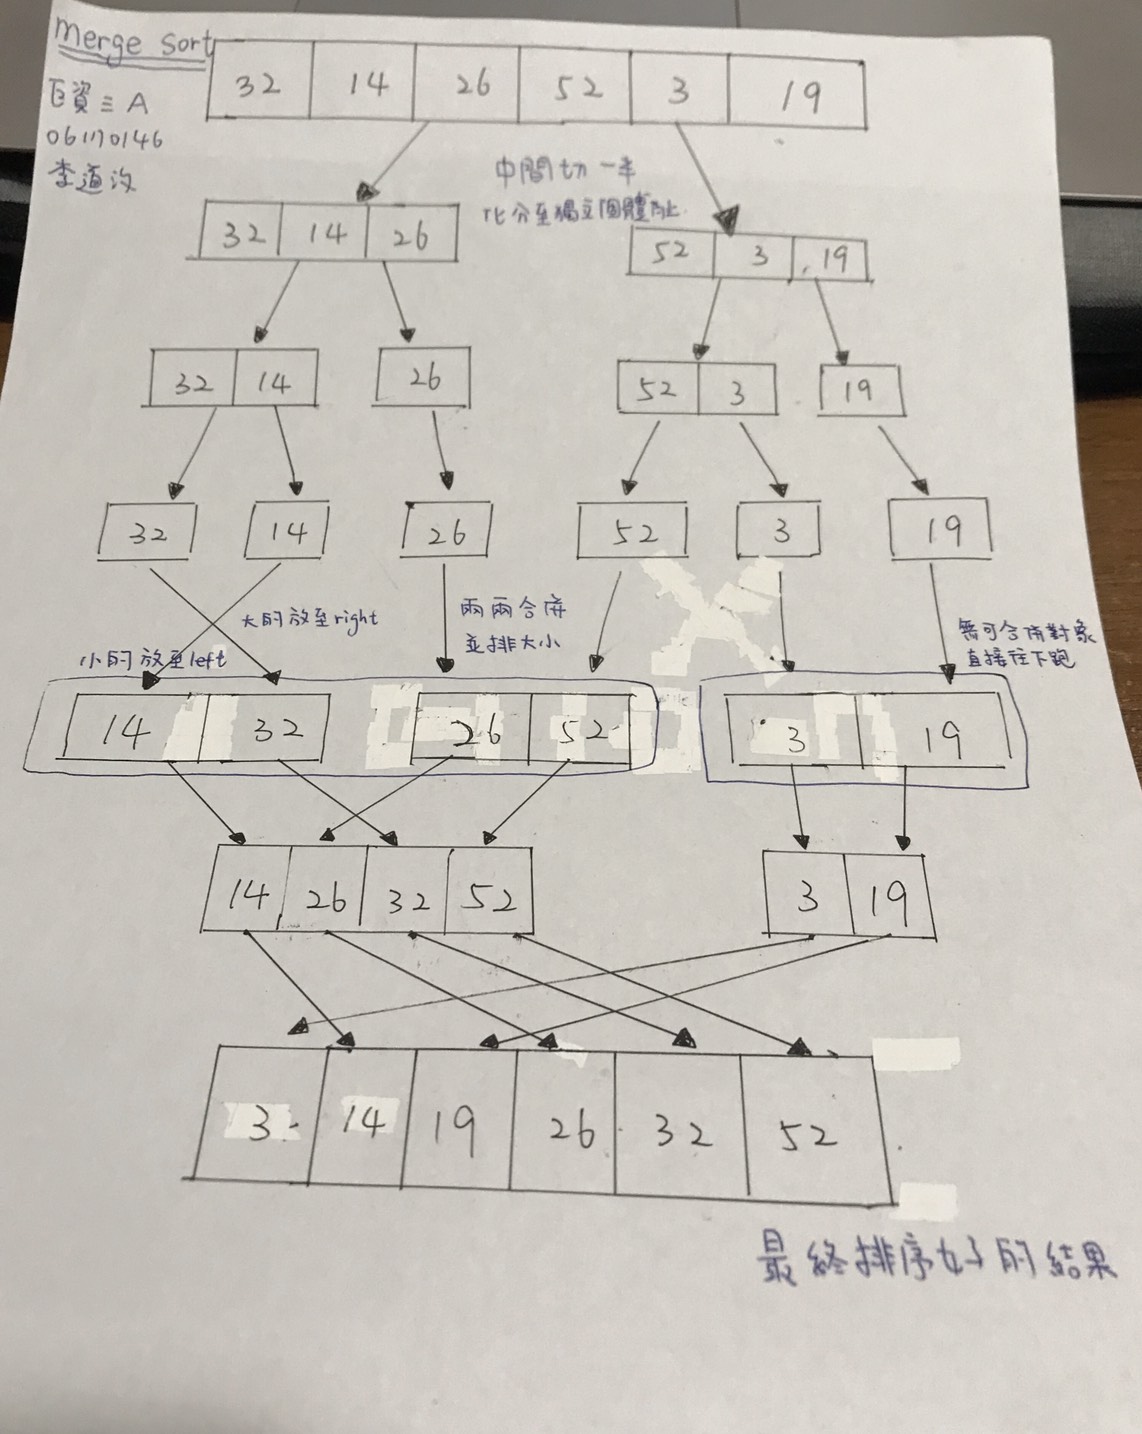 Merge Sort
巨資三A
06170146
32 14 26 52 3 19
中間切一半
化分至獨立個體為止
32 14 26
52 3 19
32 14
26
52 3
19
32
14
26
52
3
19
大的放至right
小的放至left
兩兩合併
並排大小
無可合併對象
直接往下跑
14 32
26 52
3 19
14 26 32 52
3 19
3 14 19 26 32 52
最終排序好的結果